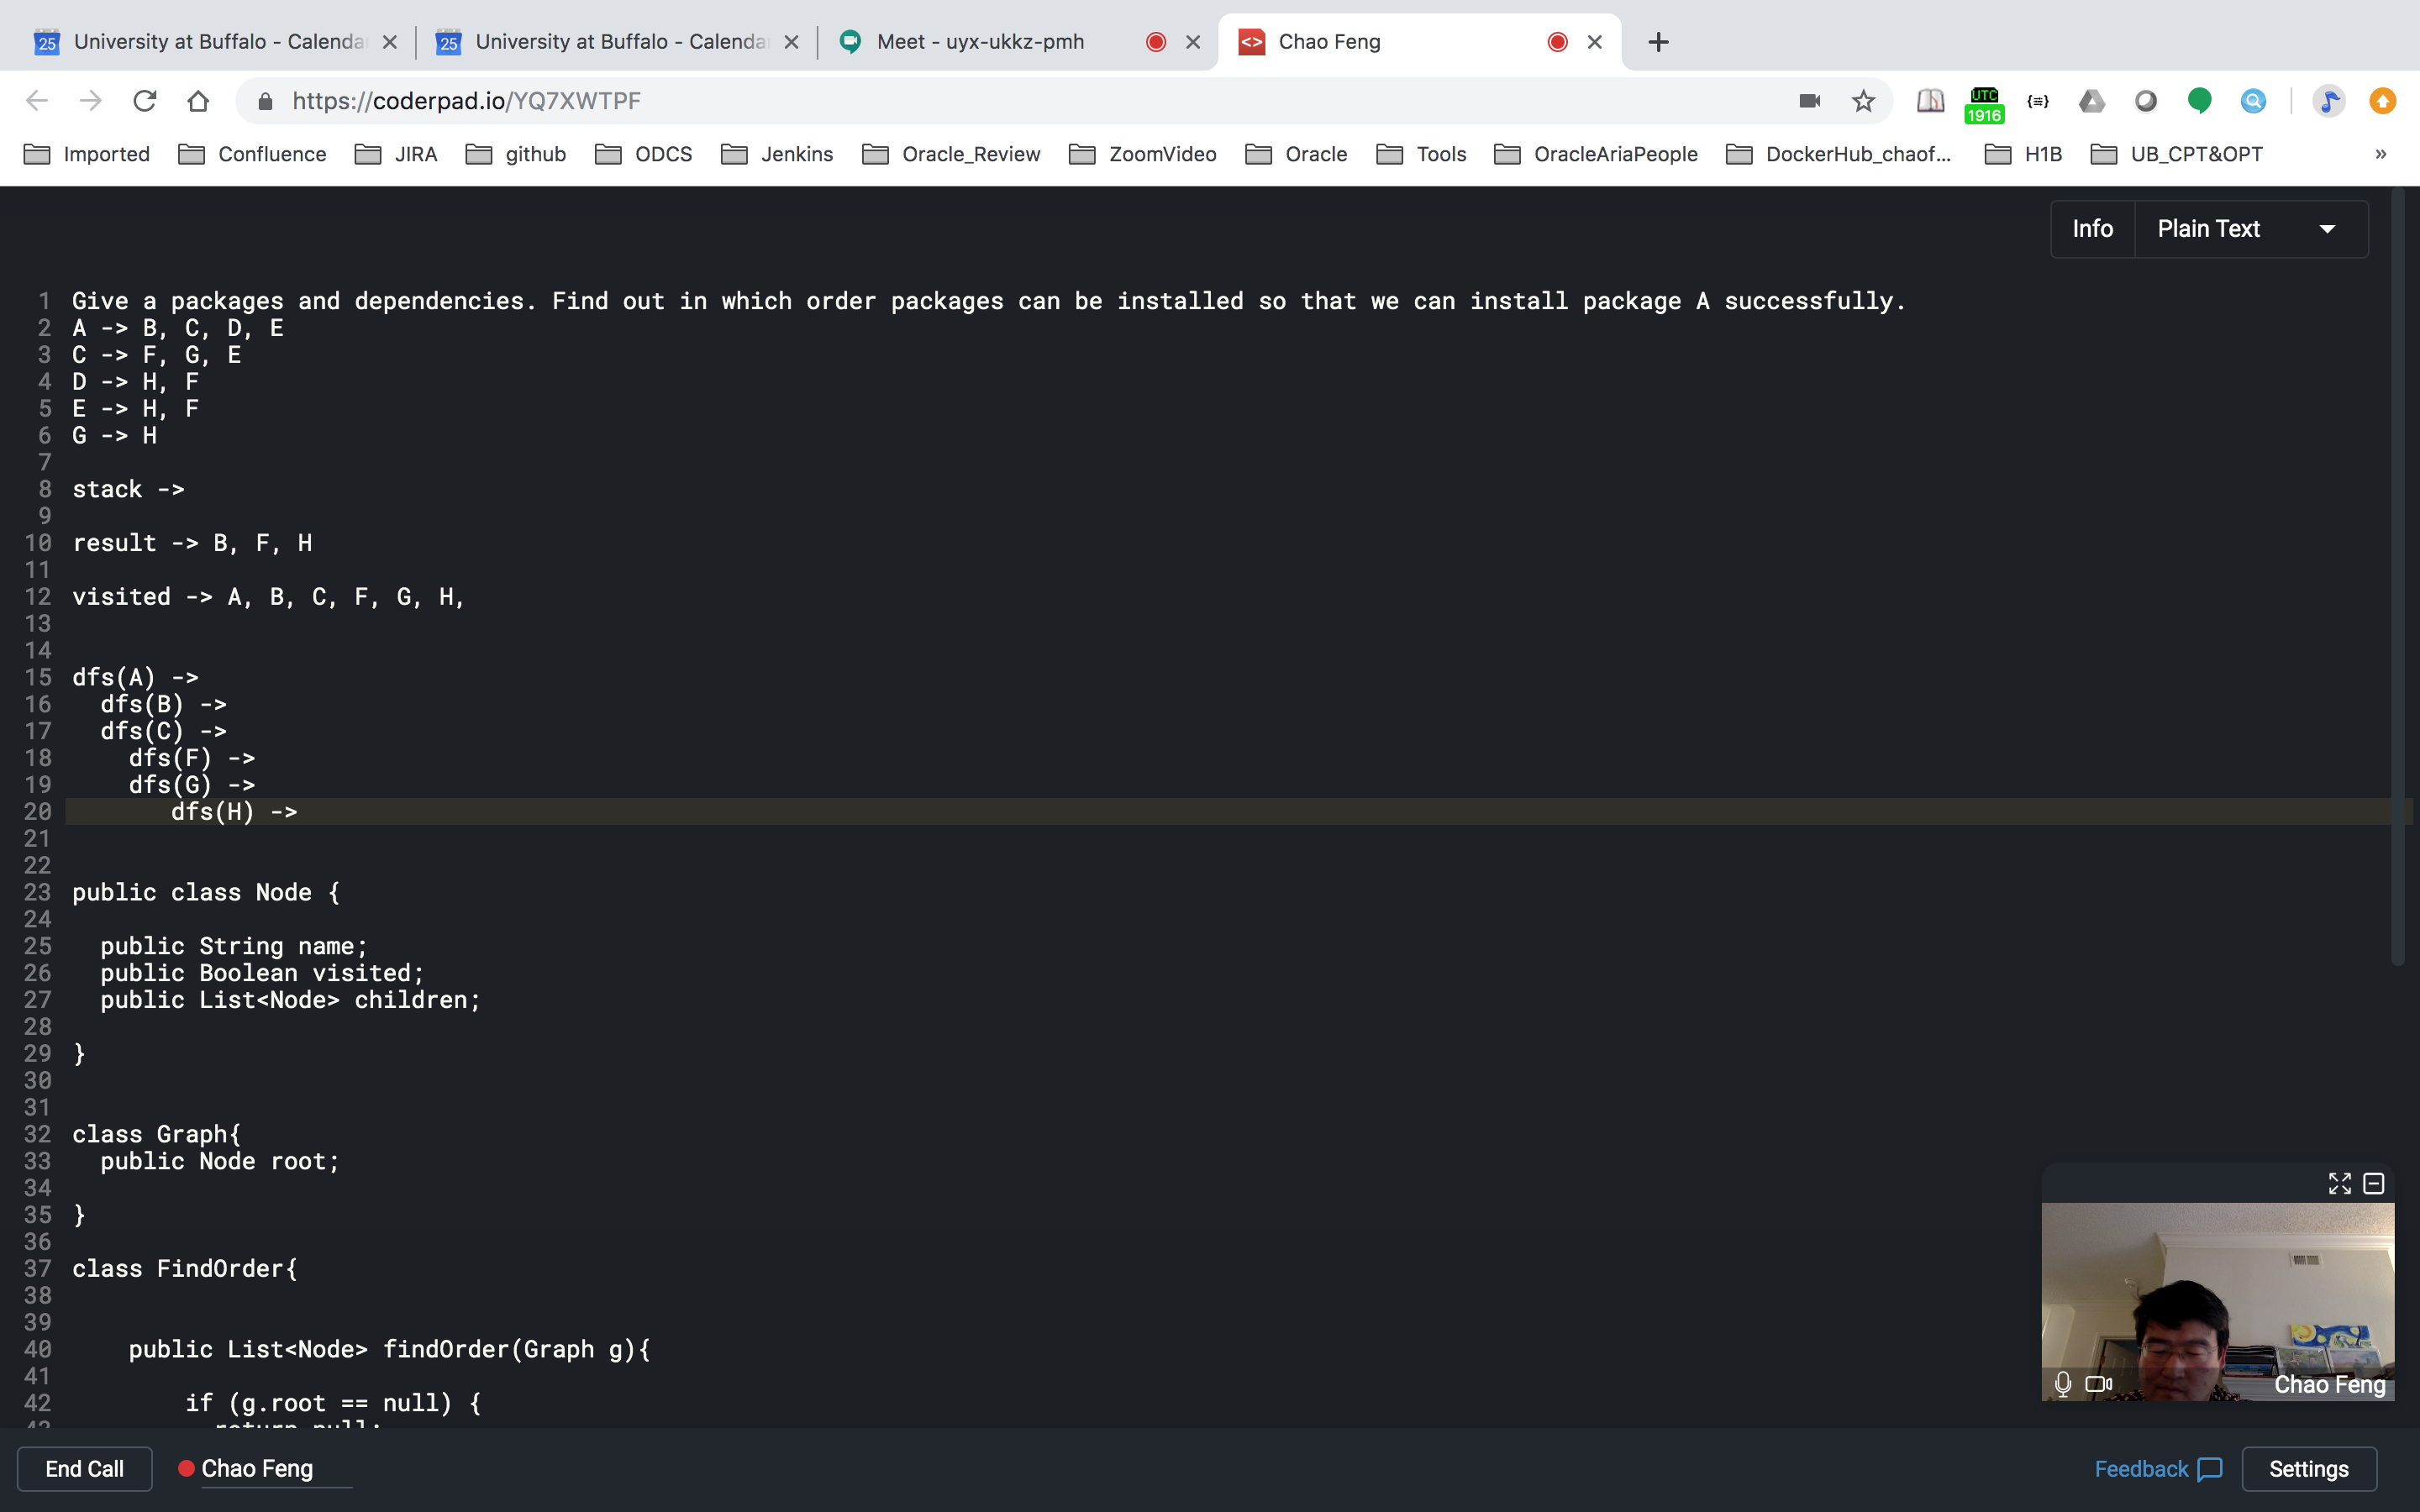 University at Buffalo - Calenda
University at Buffalo - Calenda
Meet - uyx-ukkz-pmh
Chao Feng
https://coderpad.io/YQ7XWTPF
UTC
1916
Imported
Confluence
JIRA
github
ODCS
Jenkins
Oracle_Review
ZoomVideo
Oracle
Tools
OracleAriaPeople
DockerHub_chaof...
H1B
UB_CPT&OPT
»
Info
Plain Text
1 Give a packages and dependencies. Find out in which order packages can be installed so that we can install package A successfully.
2 A -> B, C, D, E
3 C -> F, G, E
4 D -> H, F
5 E -> H, F
6 G -> H
7
8 stack ->
9
10 result -> B, F, H
11
12 visited -> A, B, C, F, G, H,
13
14
15 dfs(A) ->
16 dfs(B) ->
17 dfs(C) ->
18 dfs(F) ->
19 dfs(G) ->
20 dfs(H) ->
21
22
23 public class Node {
24
25 public String name;
26 public Boolean visited;
27 public List<Node> children;
28
29 }
30
31
32 class Graph{
33 public Node root;
34
35 }
36
37 class FindOrder{
38
39
40 public List<Node> findOrder(Graph g){
41
42 if (g.root == null) {
43 return null;
Chao Feng
End Call
Chao Feng
Feedback
Settings